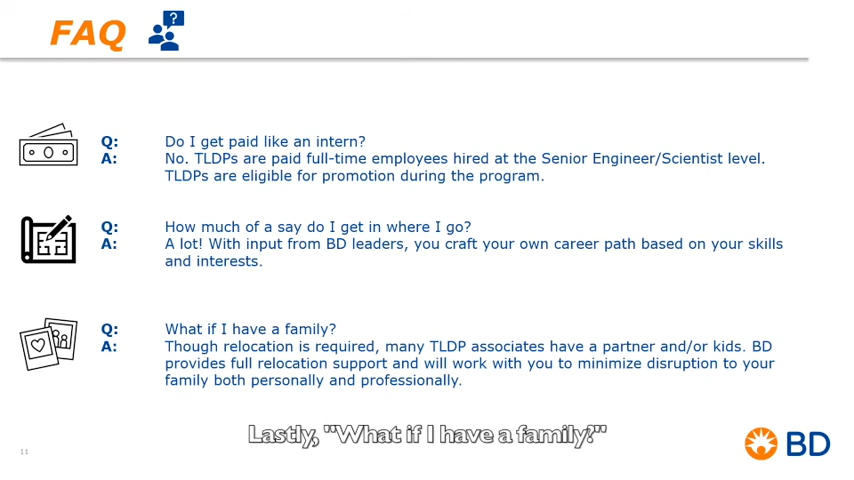 FAQ
?
Q: Do I get paid like an intern?
A: No. TLDPs are paid full-time employees hired at the Senior Engineer/Scientist level.
TLDPs are eligible for promotion during the program.
Q: How much of a say do I get in where I go?
A: A lot! With input from BD leaders, you craft your own career path based on your skills
and interests.
Q: What if I have a family?
A: Though relocation is required, many TLDP associates have a partner and/or kids. BD
provides full relocation support and will work with you to minimize disruption to your
family both personally and professionally.
Lastly, "What if I have a family?"
11
BD